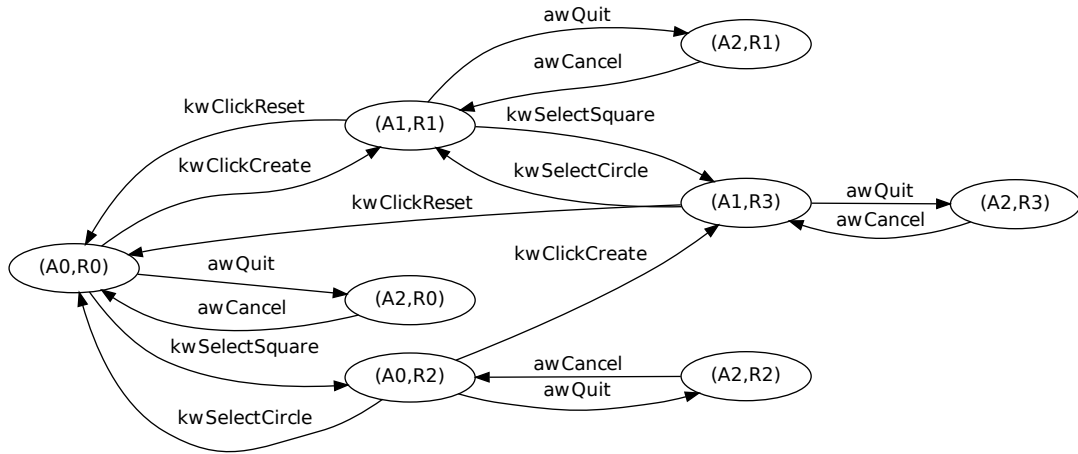 awQuit
(A2,R1)
awCancel
kwClickReset
(A1,R1)
kwSelectSquare
kwClickCreate
kwSelectCircle
awQuit
kwClickReset
(A1,R3)
(A2,R3)
awCancel
kwClickCreate
(A0,R0)
awQuit
(A2,R0)
awCancel
kwSelectSquare
awCancel
(A0,R2)
(A2,R2)
awQuit
kwSelectCircle